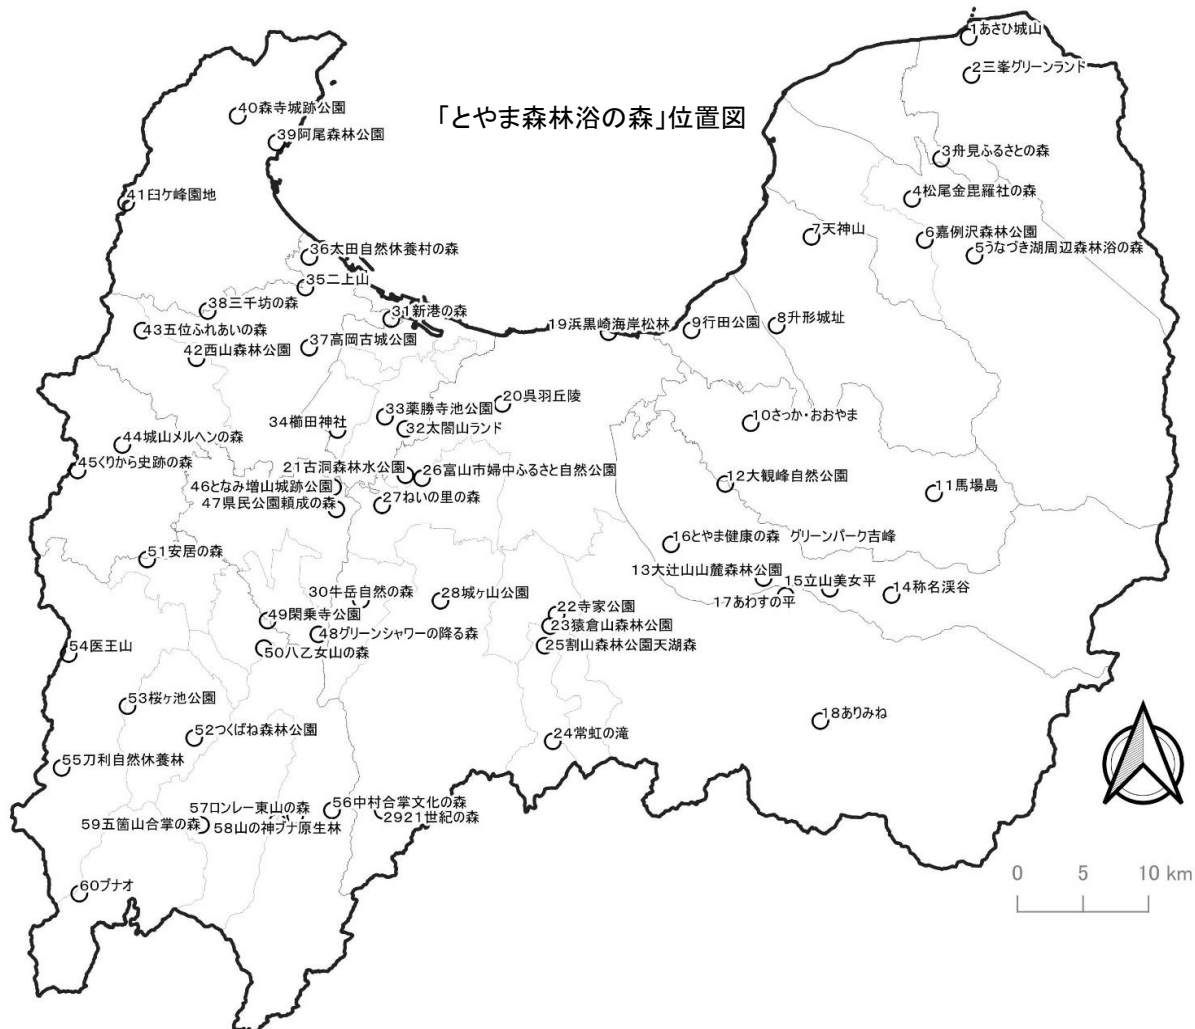 「とやま森林浴の森」位置図
1あさひ城山
2三峯グリーンランド
40森寺城跡公園
39阿尾森林公園
3舟見ふるさとの森
41臼ケ峰園地
4松尾金毘羅社の森
7天神山
6嘉例沢森林公園
36太田自然休養村の森
5うなづき湖周辺森林浴の森
35二上山
38三千坊の森
31新港の森
43五位ふれあいの森
19浜黒崎海岸松林
9行田公園
8升形城址
37高岡古城公園
42西山森林公園
20呉羽丘陵
33薬勝寺池公園
10さっか・おおやま
34櫛田神社
32太閤山ランド
44城山メルヘンの森
45くりから史跡の森
21古洞森林水公園
26富山市婦中ふるさと自然公園
12大観峰自然公園
46となみ増山城跡公園
11馬場島
47県民公園頼成の森
27ねいの里の森
16とやま健康の森 グリーンパーク吉峰
51安居の森
13大辻山山麓森林公園
15立山美女平
14称名渓谷
17あわすの平
30牛岳自然の森
28城ヶ山公園
22寺家公園
49閑乗寺公園
23猿倉山森林公園
48グリーンシャワーの降る森
25割山森林公園天湖森
54医王山
50八乙女山の森
53桜ヶ池公園
18ありみね
52つくばね森林公園
24常虹の滝
55刀利自然休養林
57ロンレー東山の森
56中村合掌文化の森
2921世紀の森
59五箇山合掌の森
58山の神ブナ原生林
60ブナオ
0 5 10 km